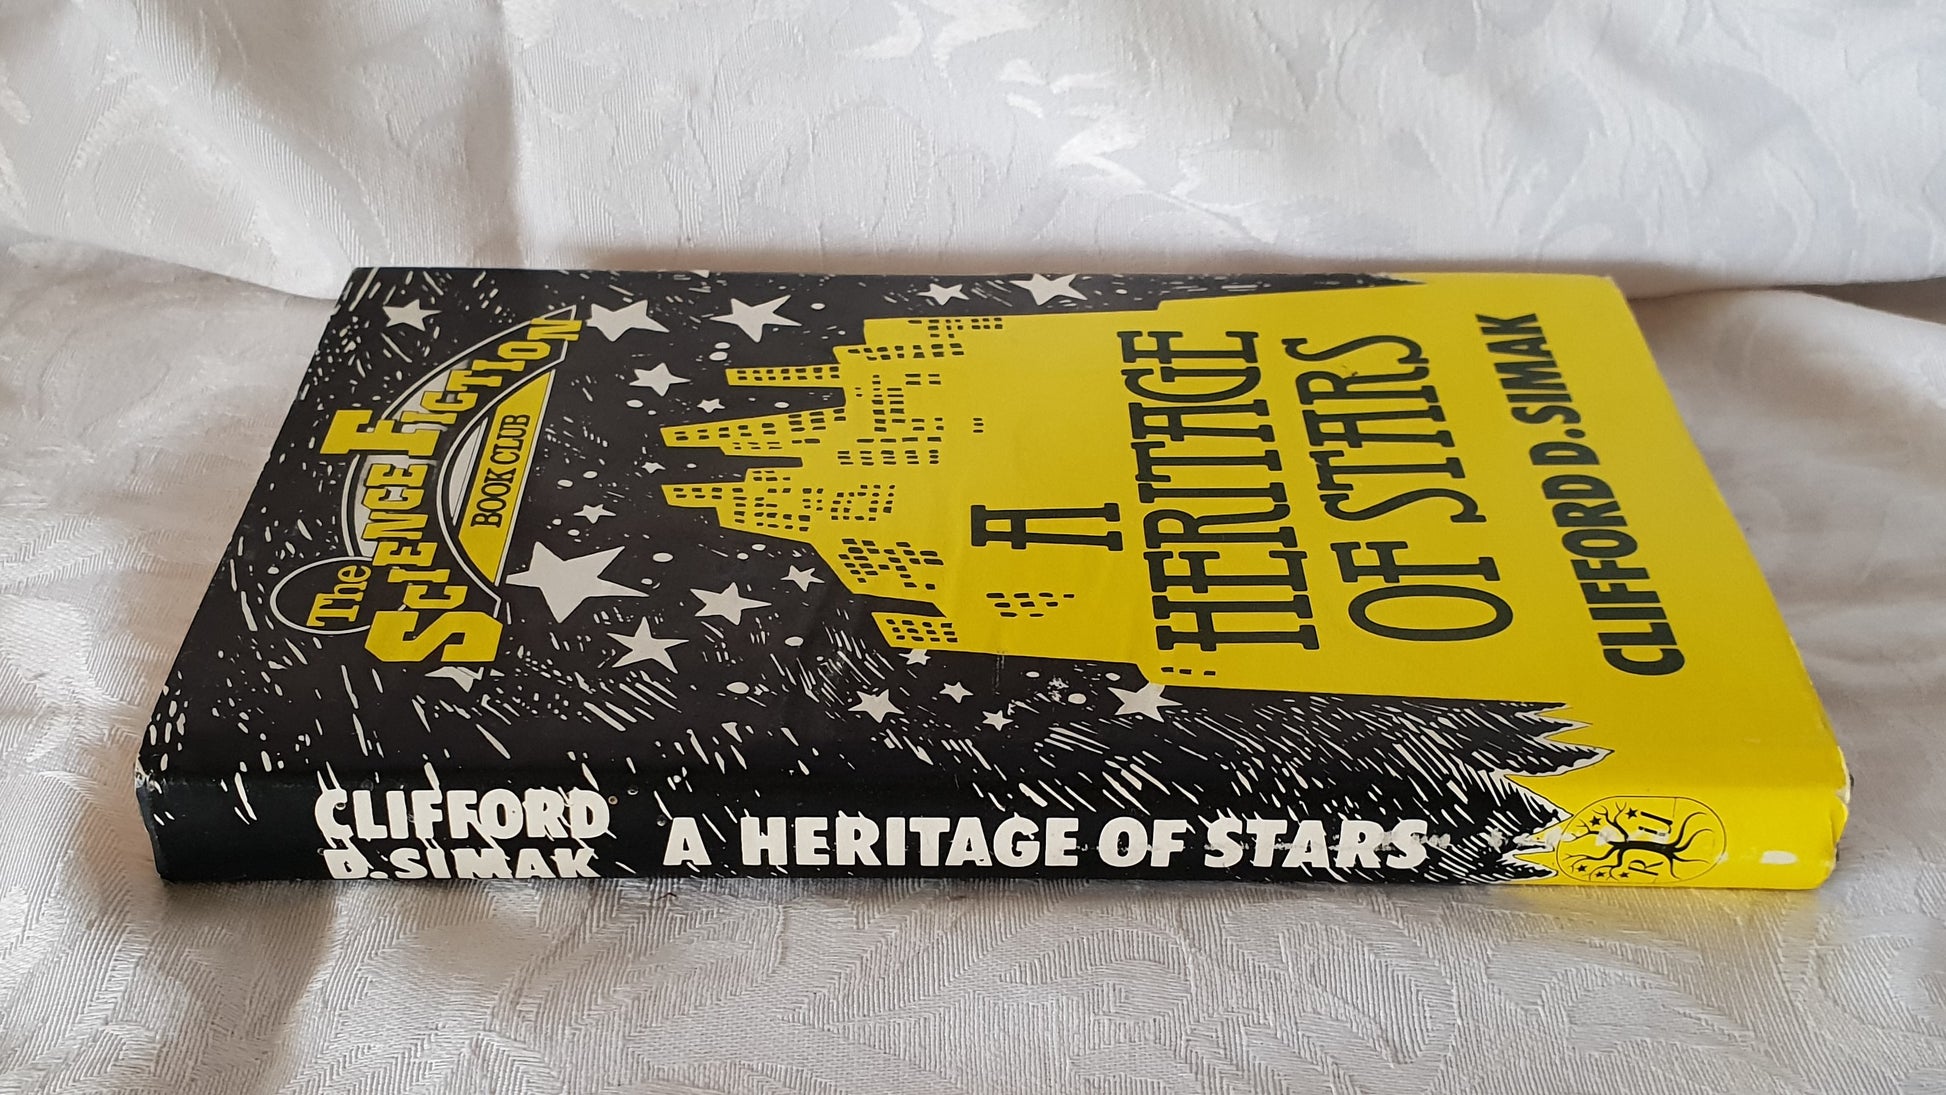 The
SCIENCE FICTION
BOOK CLUB
A
HERITAGE
OF STARS
CLIFFORD D. SIMAK
CLIFFORD
D. SIMAK
A HERITAGE OF STARS
R U